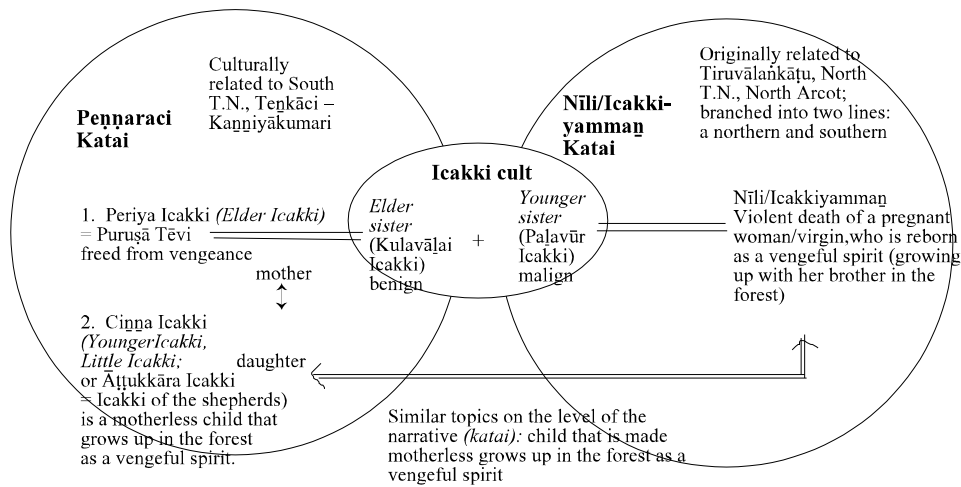 Culturally
related to South
T.N., Teṉkāci –
Kaṉṉiyākumari
Peṇṇaraci
Katai
1. Periya Icakki (Elder Icakki)
= Puruṣā Tēvi
freed from vengeance
mother
2. Ciṉṉa Icakki
(YoungerIcakki,
Little Icakki;
or Āṭṭukkāra Icakki
= Icakki of the shepherds)
is a motherless child that
grows up in the forest
as a vengeful spirit.
daughter
Icakki cult
Elder
sister
(Kulavāḷai
Icakki)
benign
+
Younger
sister
(Paḻavūr
Icakki)
malign
Originally related to
Tiruvālaṅkāṭu, North
T.N., North Arcot;
branched into two lines:
a northern and southern
Nīli/Icakki-
yammaṉ
Katai
Nīli/Icakkiyammaṉ
Violent death of a pregnant
woman/virgin,who is reborn
as a vengeful spirit (growing
up with her brother in the
forest)
Similar topics on the level of the
narrative (katai): child that is made
motherless grows up in the forest as a
vengeful spirit